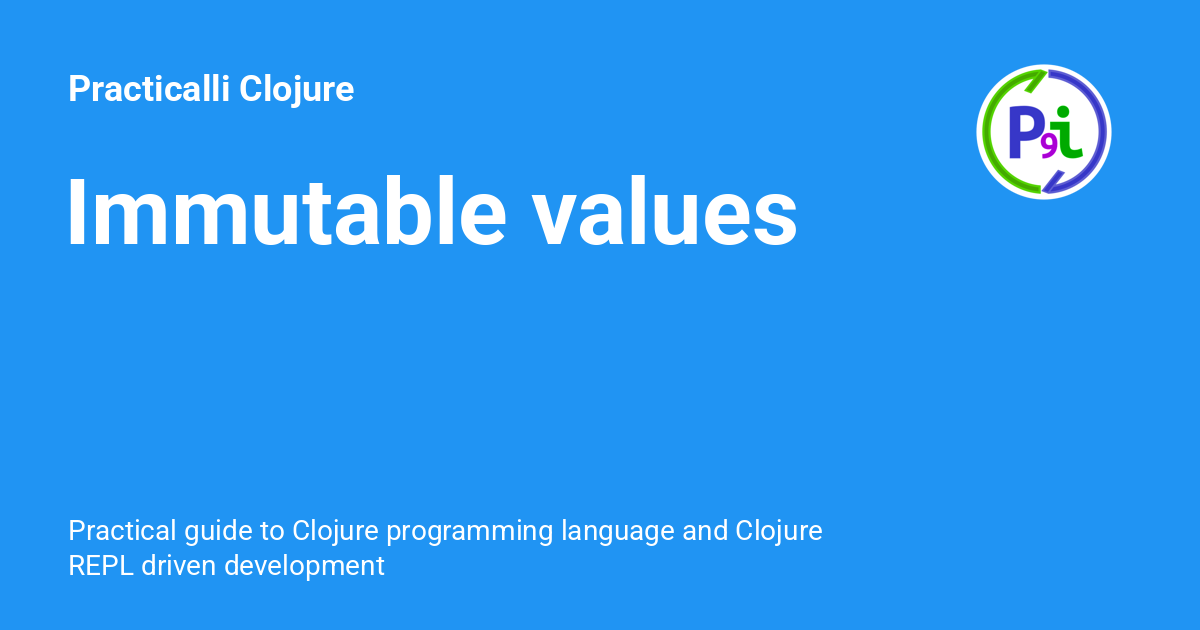 Practicalli Clojure
P9i
Immutable values
Practical guide to Clojure programming language and Clojure
REPL driven development